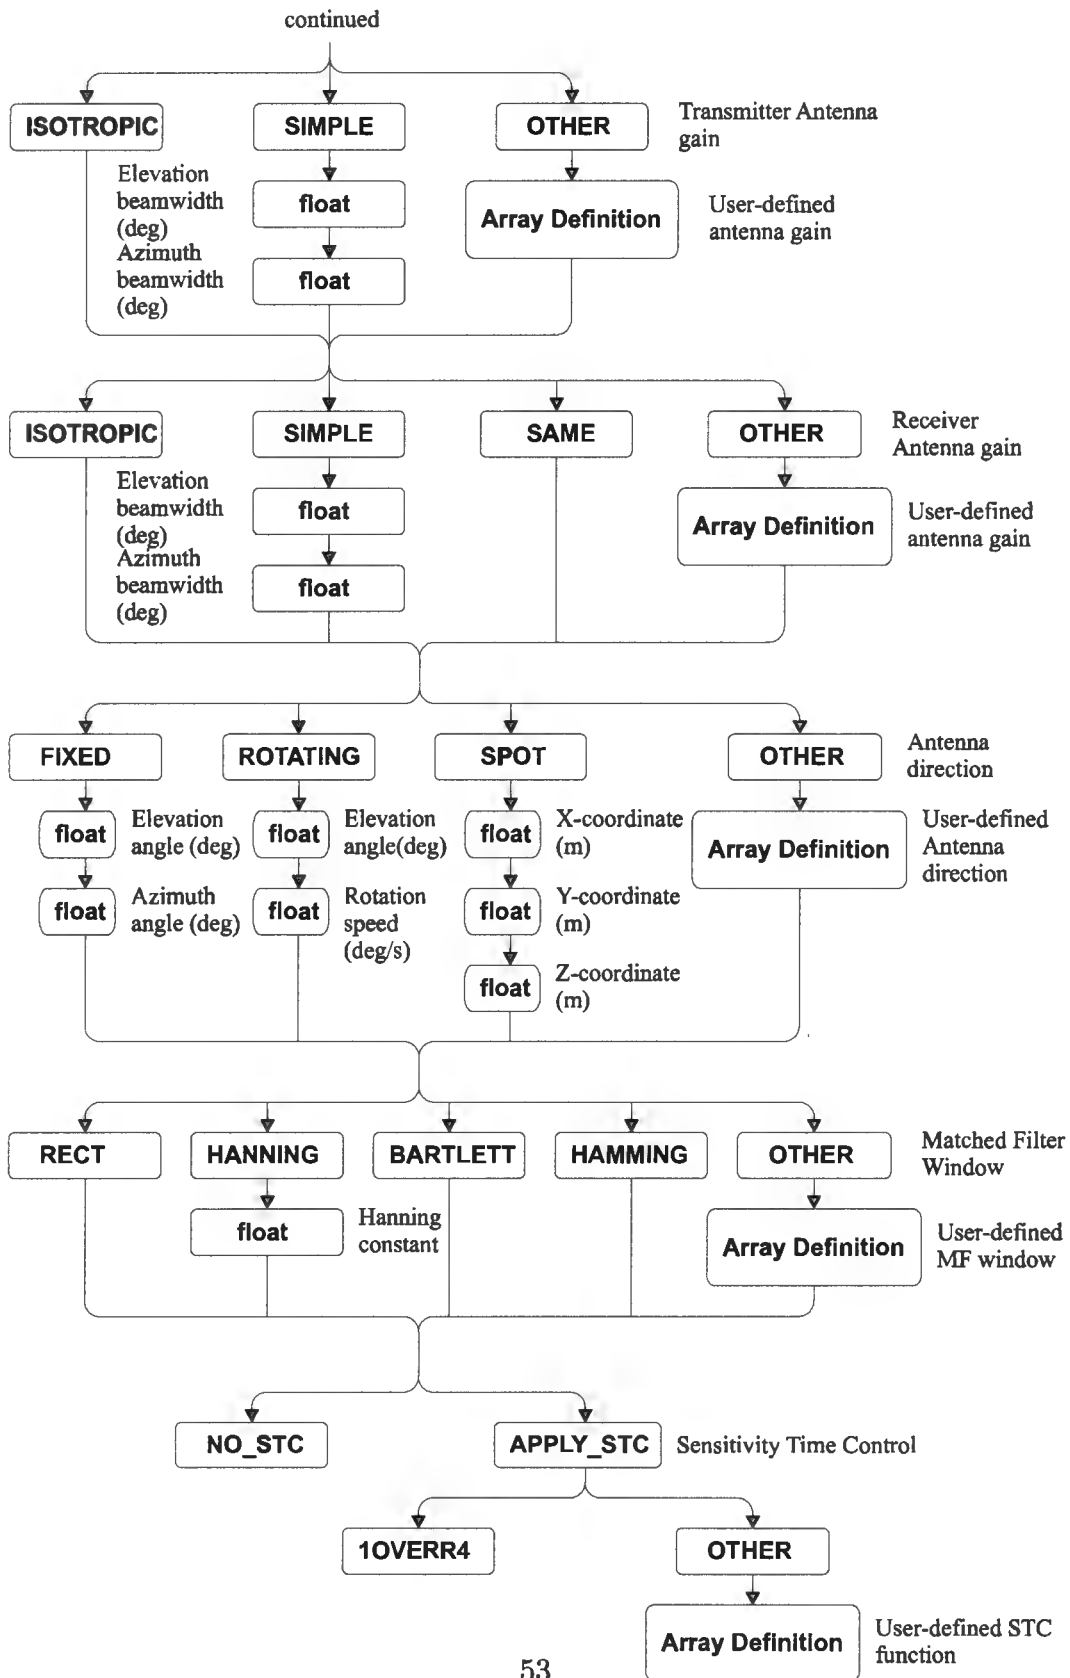 continued
ISOTROPIC
SIMPLE
OTHER
Transmitter Antenna
gain
Elevation
beamwidth
(deg)
float
Azimuth
beamwidth
(deg)
float
Array Definition
User-defined
antenna gain
ISOTROPIC
SIMPLE
SAME
OTHER
Receiver
Antenna gain
Elevation
beamwidth
(deg)
float
Azimuth
beamwidth
(deg)
float
Array Definition
User-defined
antenna gain
FIXED
ROTATING
SPOT
OTHER
Antenna
direction
float
Elevation
angle (deg)
float
Elevation
angle(deg)
float
X-coordinate
(m)
Array Definition
User-defined
Antenna
direction
float
Azimuth
angle (deg)
float
Rotation
speed
(deg/s)
float
Y-coordinate
(m)
float
Z-coordinate
(m)
RECT
HANNING
BARTLETT
HAMMING
OTHER
Matched Filter
Window
float
Hanning
constant
Array Definition
User-defined
MF window
NO_STC
APPLY_STC
Sensitivity Time Control
1OVERR4
OTHER
Array Definition
User-defined STC
function
53